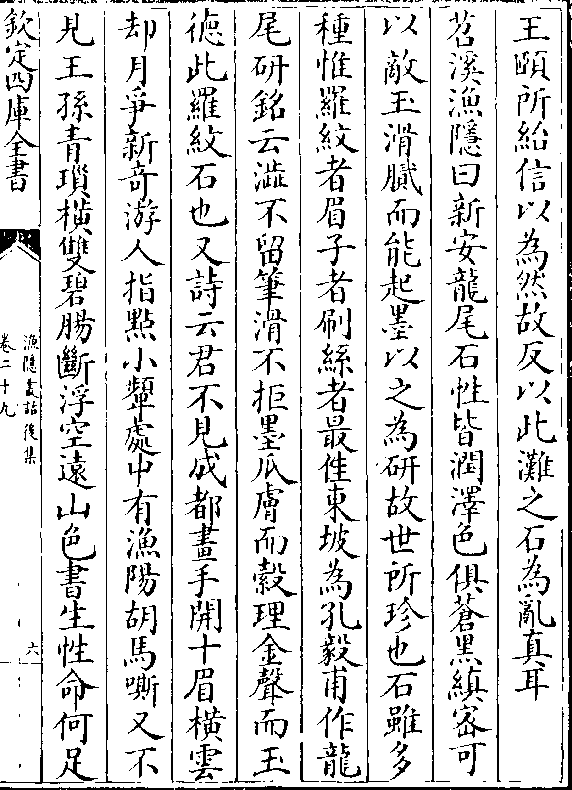 王頤所紿信以為然故反以此灘之石為亂真耳
苕溪漁隱曰新安龍尾石性皆潤澤色俱蒼黑縝密可
以敵玉滑膩而能起墨以之為研故世所珍也石雖多
種惟羅紋者眉子者刷絲者最佳東坡為孔毅甫作龍
尾研銘云澁不留筆滑不拒墨瓜膚而縠理金聲而玉
徳此羅紋石也又詩云君不見成都畫手開十眉橫雲
却月爭新竒游人指點小顰處中有漁陽胡馬嘶又不
見王孫青瑣橫雙碧腸斷浮空遠山色書生性命何足
欽定四庫全書
漁隱叢話後集
卷二十九
六